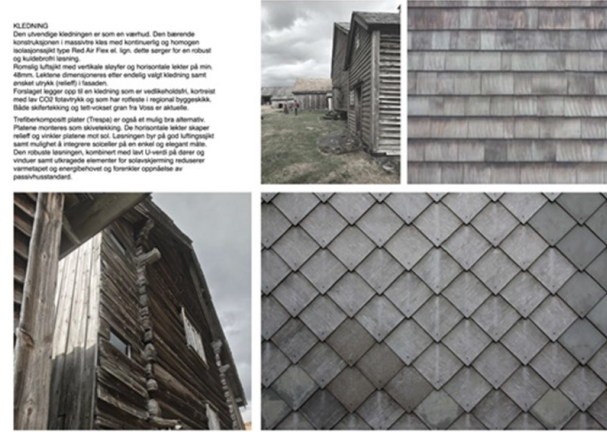 KLEDNING
Den utvendige kledningen er som en værhud. Den bærende
konstruksjonen i massivtre kles med kontinuerlig og homogen
isolasjonssjikt type Red Air Flex el. lign. dette sørger for en robust
og kuldebrofri løsning.
Romslig luftsjikt med vertikale sløyfer og horisontale lekter på min.
48mm. Lektene dimensjoneres etter endelig valgt kledning samt
ønsket utrykk (relieff) i fasaden.
Forslaget legger opp til en kledning som er vedlikeholdsfri, kortreist
med lav CO2 fotavtrykk og som har rotfeste i regional byggeskikk.
Både skifertekking og tett-vokset gran fra Voss er aktuelle.
Trefiberkompositt plater (Trespa) er også et mulig bra alternativ.
Platene monteres som skivetekking. De horisontale lekter skaper
relieff og vinkler platene mot sol. Løsningen byr på god luftingssjikt
samt mulighet å integrere solceller på en enkel og elegant måte.
Den robuste løsningen, kombinert med lavt U-verdi på dører og
vinduer samt utkragede elementer for solavskjerming reduserer
varmetapet og energibehovet og forenkler oppnåelse av
passivhusstandard.